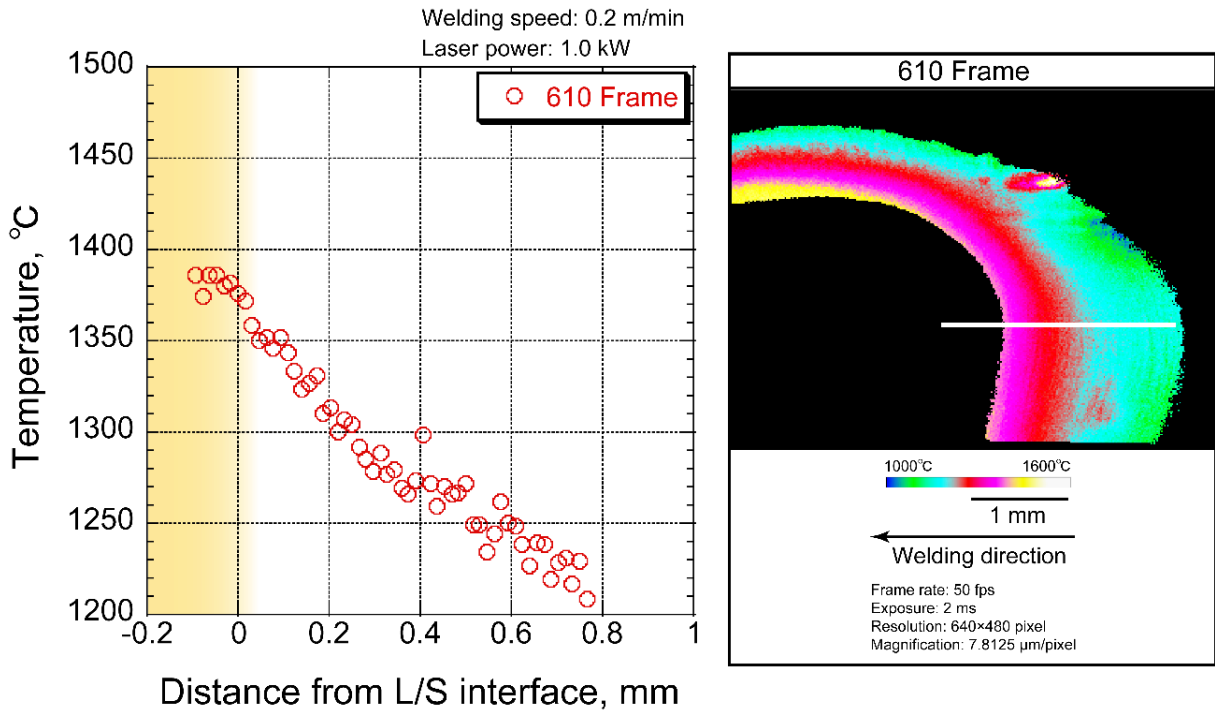 Welding speed: 0.2 m/min
Laser power: 1.0 kW
610 Frame
1500
1450
1400
1350
1300
1250
1200
-0.2
0
0.2
0.4
0.6
0.8
1
Temperature, °C
Distance from L/S interface, mm
610 Frame
1000°C
1600°C
1 mm
Welding direction
Frame rate: 50 fps
Exposure: 2 ms
Resolution: 640×480 pixel
Magnification: 7.8125 µm/pixel